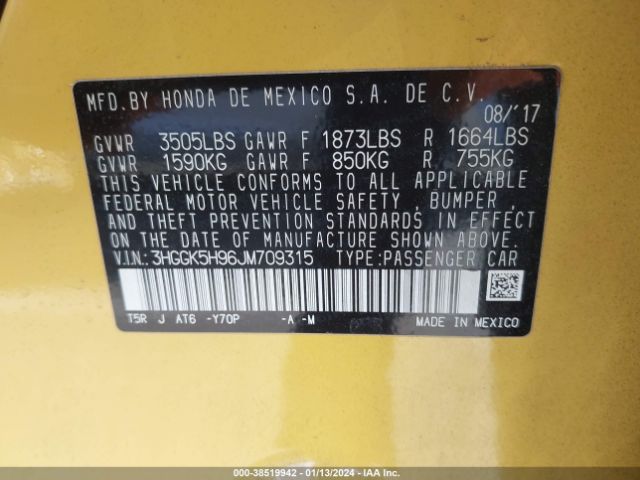 MFD.BY HONDA DE MEXICO S.A. DE C.V.
08/'17
GVWR 3505LBS GAWR F 1873LBS R 1664LBS
GVWR 1590KG GAWR F 850KG R 755KG
THIS VEHICLE CONFORMS TO ALL APPLICABLE
FEDERAL MOTOR VEHICLE SAFETY , BUMPER ,
AND THEFT PREVENTION STANDARDS IN EFFECT
ON THE DATE OF MANUFACTURE SHOWN ABOVE.
V.I.N.: 3HGGK5H96JM709315 TYPE:PASSENGER CAR
T5R J AT6 -Y70P -A -M MADE IN MEXICO
000-38519942 - 01/13/2024 - IAA Inc.